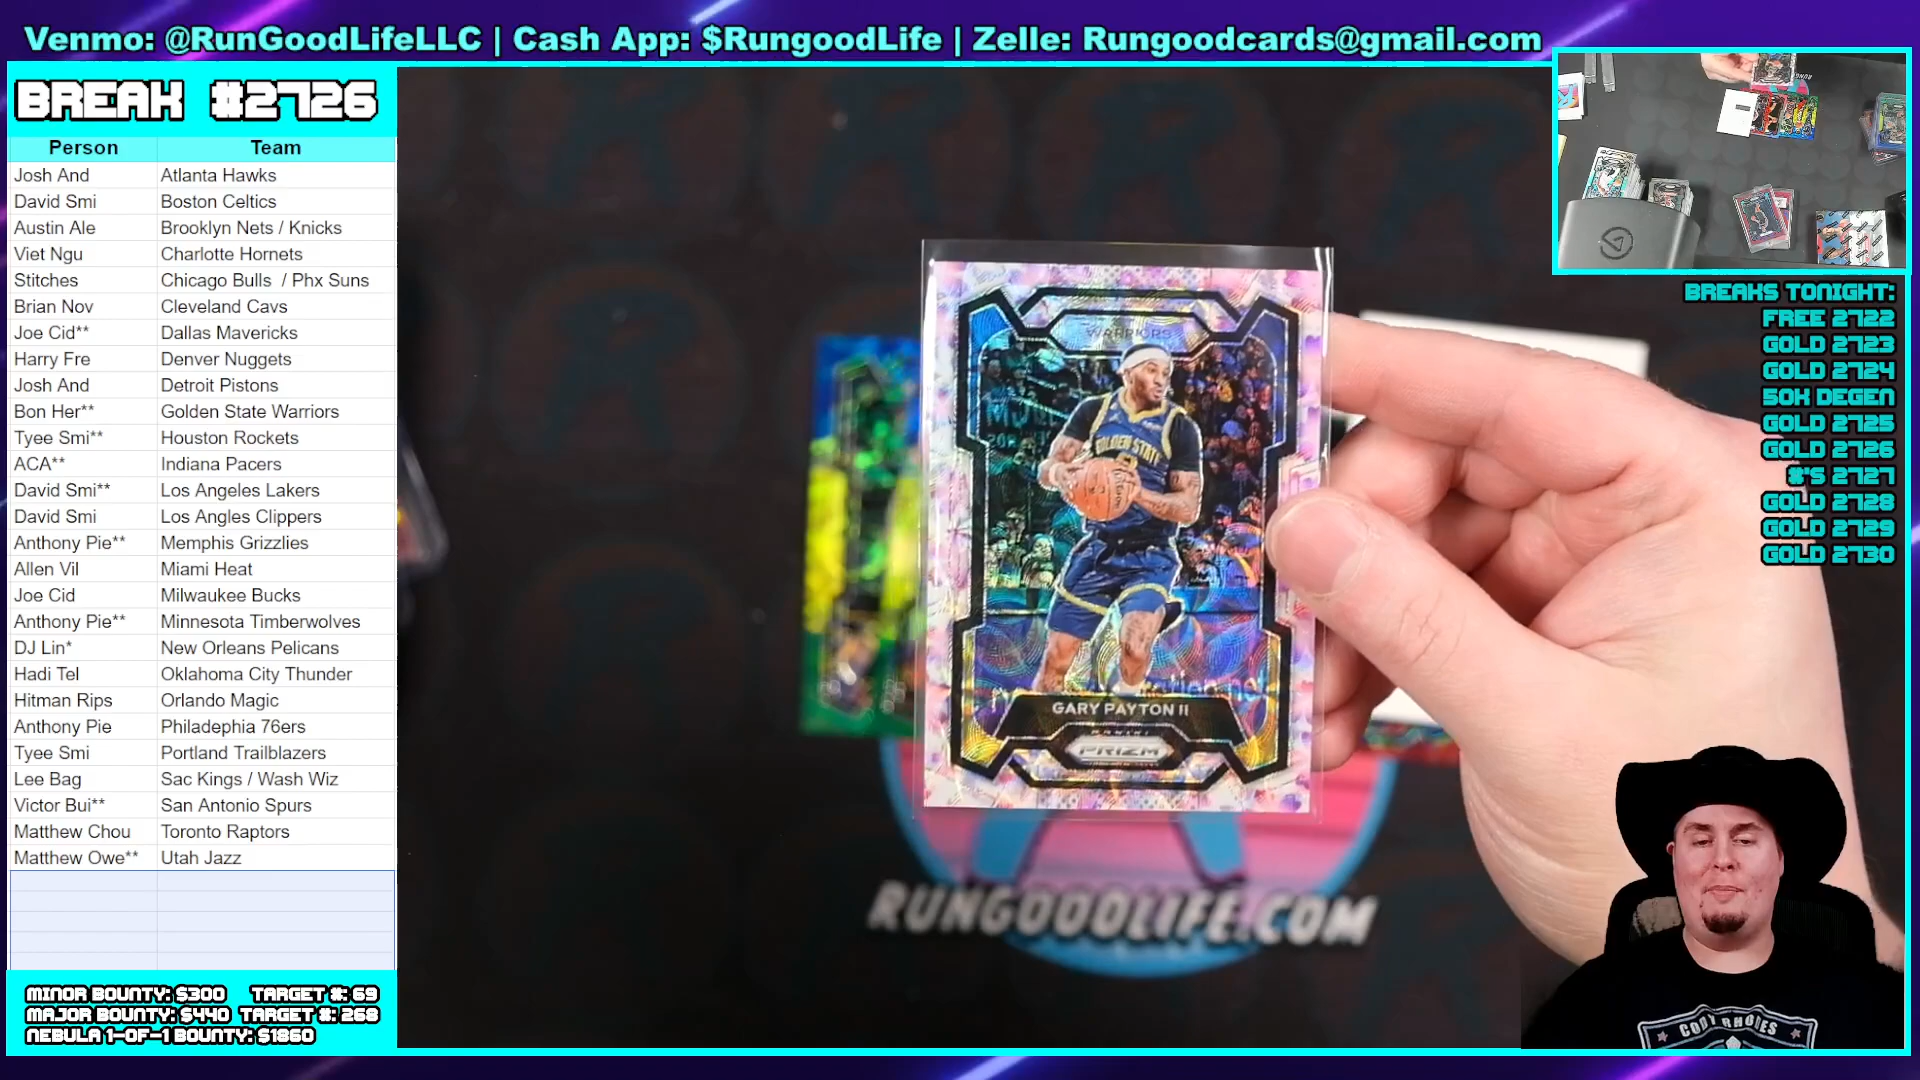 Venmo: @RunGoodLifeLLC | Cash App: $RungoodLife | Zelle: Rungoodcards@gmail.com
BREAK #2726
Person Team
Josh And Atlanta Hawks
David Smi Boston Celtics
Austin Ale Brooklyn Nets / Knicks
Viet Ngu Charlotte Hornets
Stitches Chicago Bulls / Phx Suns
Brian Nov Cleveland Cavs
Joe Cid** Dallas Mavericks
Harry Fre Denver Nuggets
Josh And Detroit Pistons
Bon Her** Golden State Warriors
Tyee Smi** Houston Rockets
ACA** Indiana Pacers
David Smi** Los Angeles Lakers
David Smi Los Angles Clippers
Anthony Pie** Memphis Grizzlies
Allen Vil Miami Heat
Joe Cid Milwaukee Bucks
Anthony Pie** Minnesota Timberwolves
DJ Lin* New Orleans Pelicans
Hadi Tel Oklahoma City Thunder
Hitman Rips Orlando Magic
Anthony Pie Philadephia 76ers
Tyee Smi Portland Trailblazers
Lee Bag Sac Kings / Wash Wiz
Victor Bui** San Antonio Spurs
Matthew Chou Toronto Raptors
Matthew Owe** Utah Jazz
MINOR BOUNTY: $300 TARGET #: 69
MAJOR BOUNTY: $440 TARGET #: 268
NEBULA 1-OF-1 BOUNTY: $1860
WARRIORS
GOLDEN STATE
GARY PAYTON II
PANINI
PRIZM
RUNGOODLIFE.COM
BREAKS TONIGHT:
FREE 2722
GOLD 2723
GOLD 2724
50K DEGEN
GOLD 2725
GOLD 2726
#'S 2727
GOLD 2728
GOLD 2729
GOLD 2730
CODY RHODES